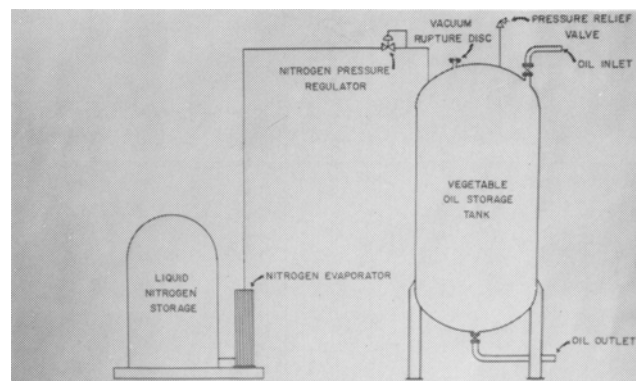 VACUUM
RUPTURE DISC
PRESSURE RELIEF
VALVE
OIL INLET
NITROGEN PRESSURE
REGULATOR
VEGETABLE
OIL STORAGE
TANK
LIQUID
NITROGEN
STORAGE
NITROGEN EVAPORATOR
OIL OUTLET